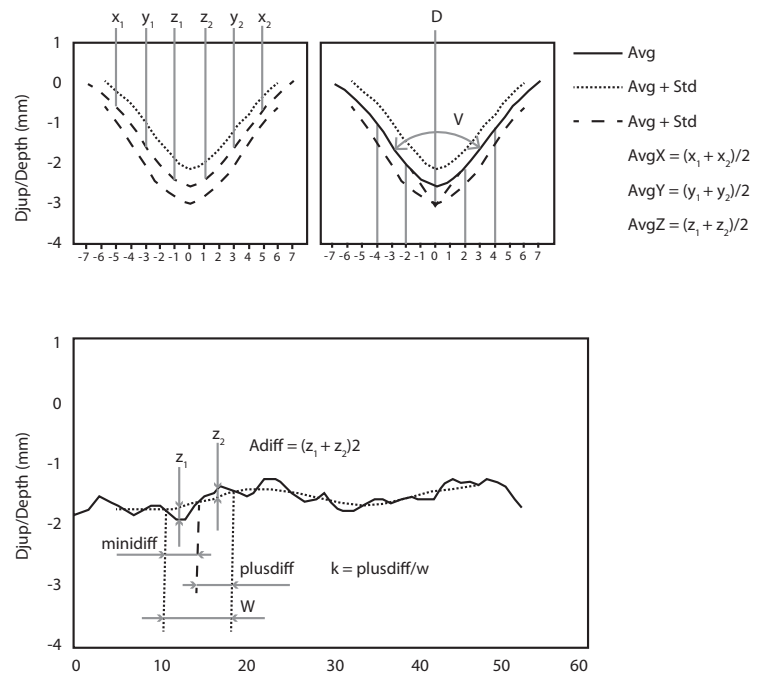 x₁ y₁ z₁ z₂ y₂ x₂
D
Djup/Depth (mm)
1
0
-1
-2
-3
-4
-7 -6 -5 -4 -3 -2 -1 0 1 2 3 4 5 6 7
V
-7 -6 -5 -4 -3 -2 -1 0 1 2 3 4 5 6 7
Avg
Avg + Std
Avg + Std
AvgX = (x₁ + x₂)/2
AvgY = (y₁ + y₂)/2
AvgZ = (z₁ + z₂)/2
Djup/Depth (mm)
1
0
-1
-2
-3
-4
z₁
z₂
Adiff = (z₁ + z₂)2
minidiff
plusdiff
k = plusdiff/w
W
0 10 20 30 40 50 60